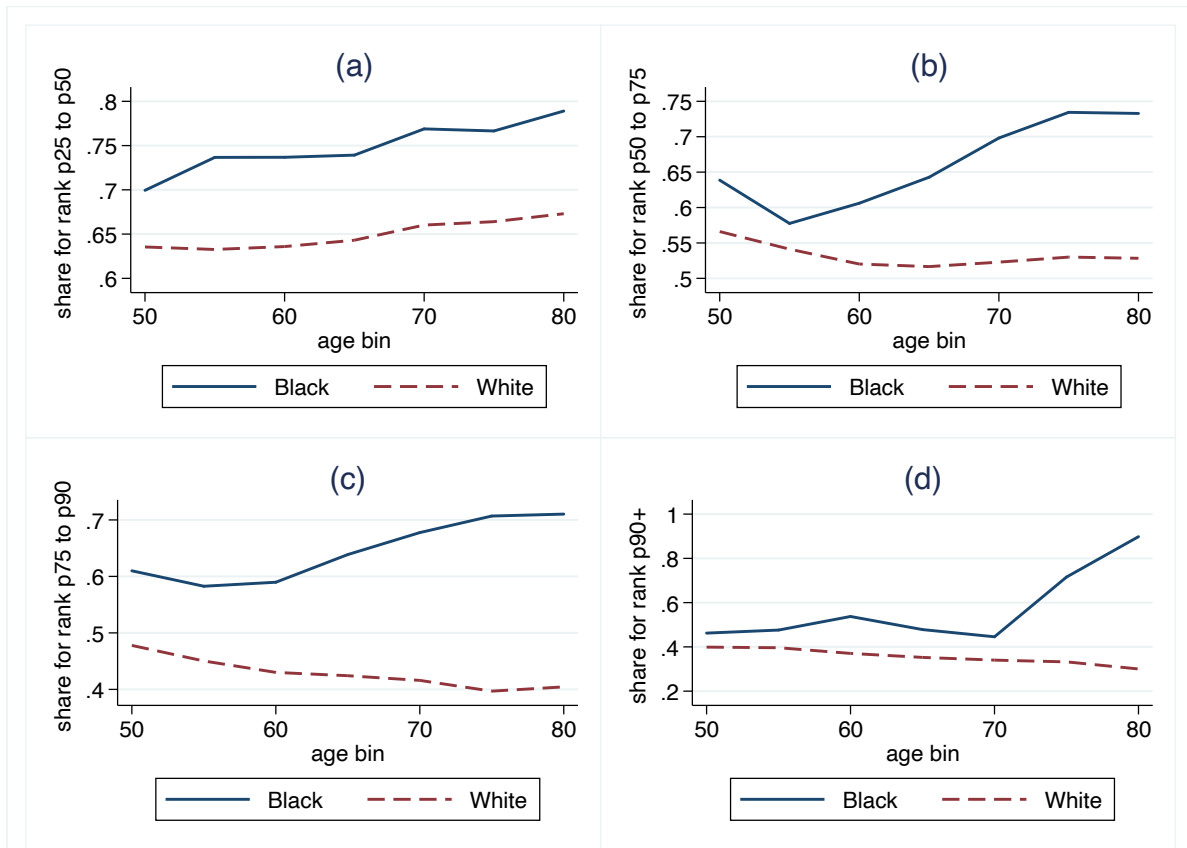 (a)
share for rank p25 to p50
.8
.75
.7
.65
.6
50 60 70 80
age bin
Black White
(b)
share for rank p50 to p75
.75
.7
.65
.6
.55
.5
50 60 70 80
age bin
Black White
(c)
share for rank p75 to p90
.7
.6
.5
.4
50 60 70 80
age bin
Black White
(d)
share for rank p90+
1
.8
.6
.4
.2
50 60 70 80
age bin
Black White